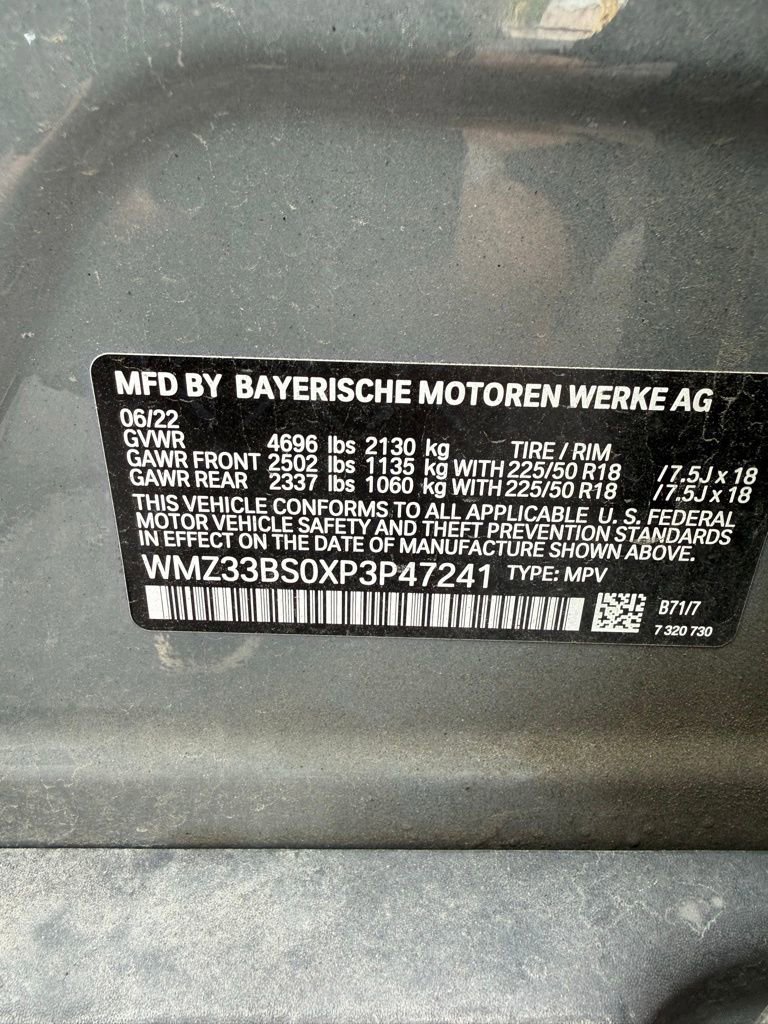 MFD BY BAYERISCHE MOTOREN WERKE AG
06/22
GVWR 4696 lbs 2130 kg TIRE / RIM
GAWR FRONT 2502 lbs 1135 kg WITH 225/50 R18 /7.5J x 18
GAWR REAR 2337 lbs 1060 kg WITH 225/50 R18 /7.5J x 18
THIS VEHICLE CONFORMS TO ALL APPLICABLE U. S. FEDERAL
MOTOR VEHICLE SAFETY AND THEFT PREVENTION STANDARDS
IN EFFECT ON THE DATE OF MANUFACTURE SHOWN ABOVE.
WMZ33BS0XP3P47241 TYPE: MPV
B71/7
7 320 730